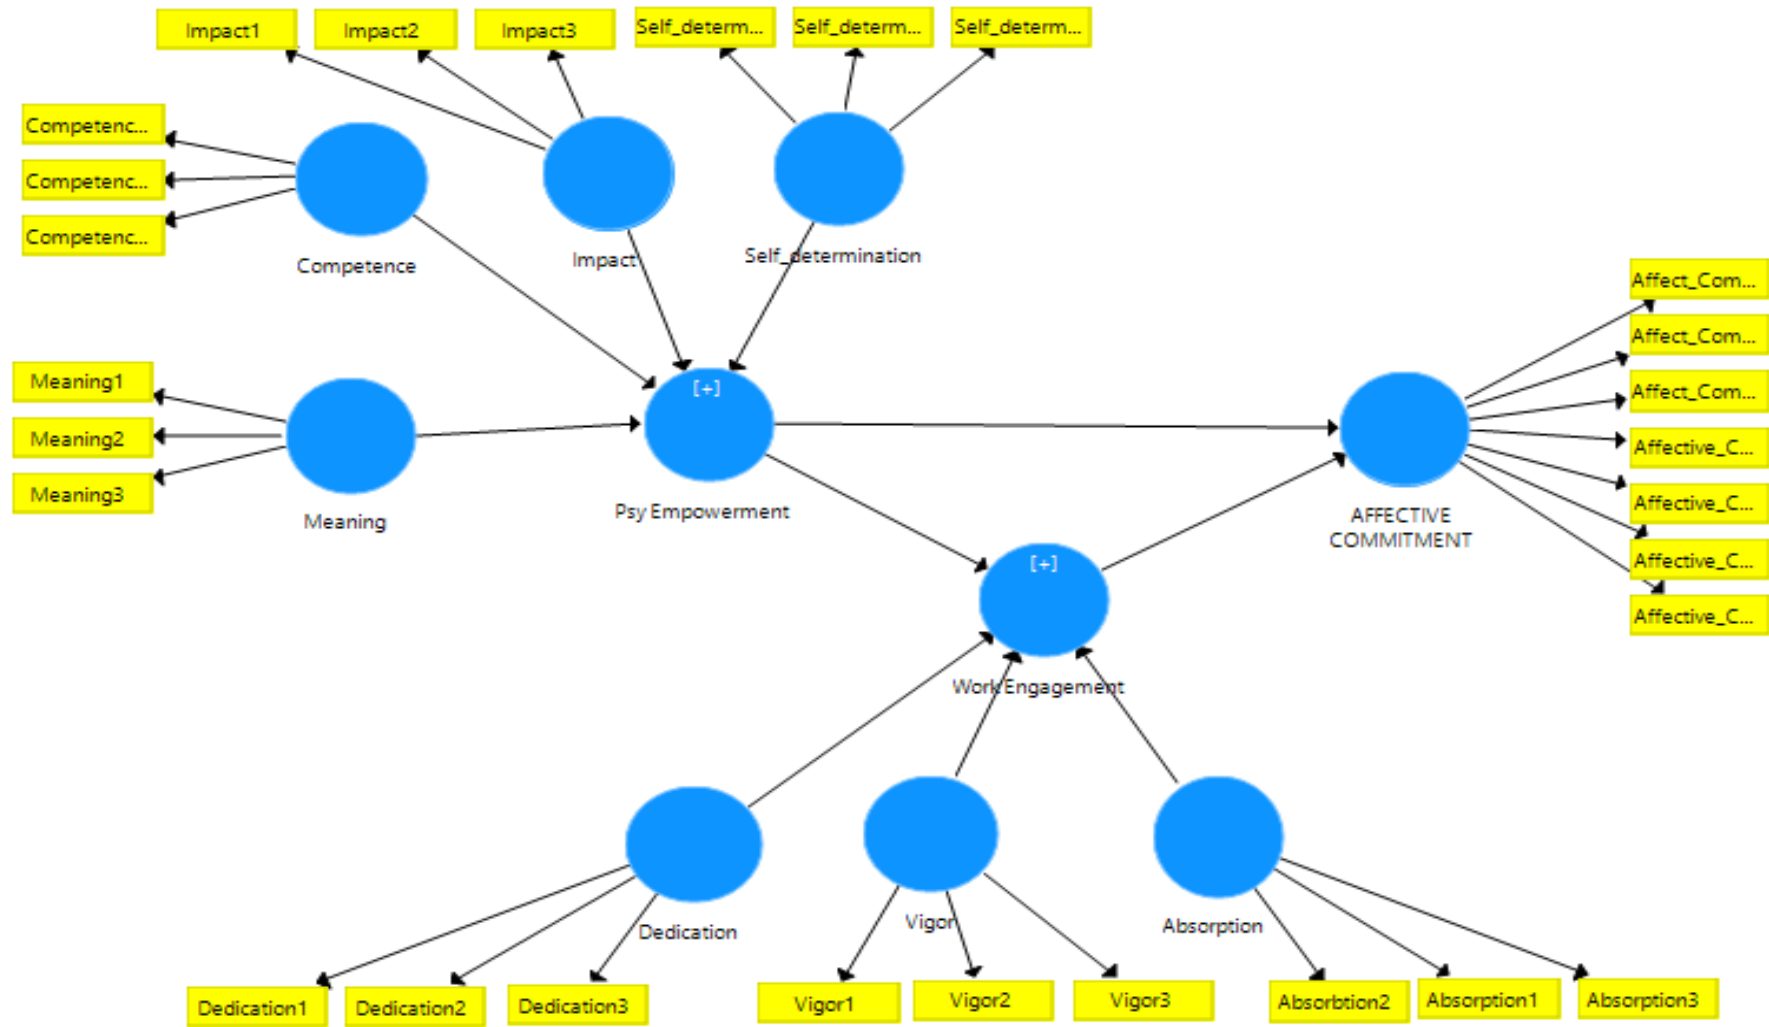 Impact1
Impact2
Impact3
Self_determ...
Self_determ...
Self_determ...
Competenc...
Competenc...
Competenc...
Competence
Impact
Self_determination
Affect_Com...
Affect_Com...
Affect_Com...
Affective_C...
Affective_C...
Affective_C...
Affective_C...
Meaning1
Meaning2
Meaning3
Meaning
[+]
Psy Empowerment
AFFECTIVE
COMMITMENT
[+]
Work Engagement
Dedication
Vigor
Absorption
Dedication1
Dedication2
Dedication3
Vigor1
Vigor2
Vigor3
Absorbtion2
Absorption1
Absorption3